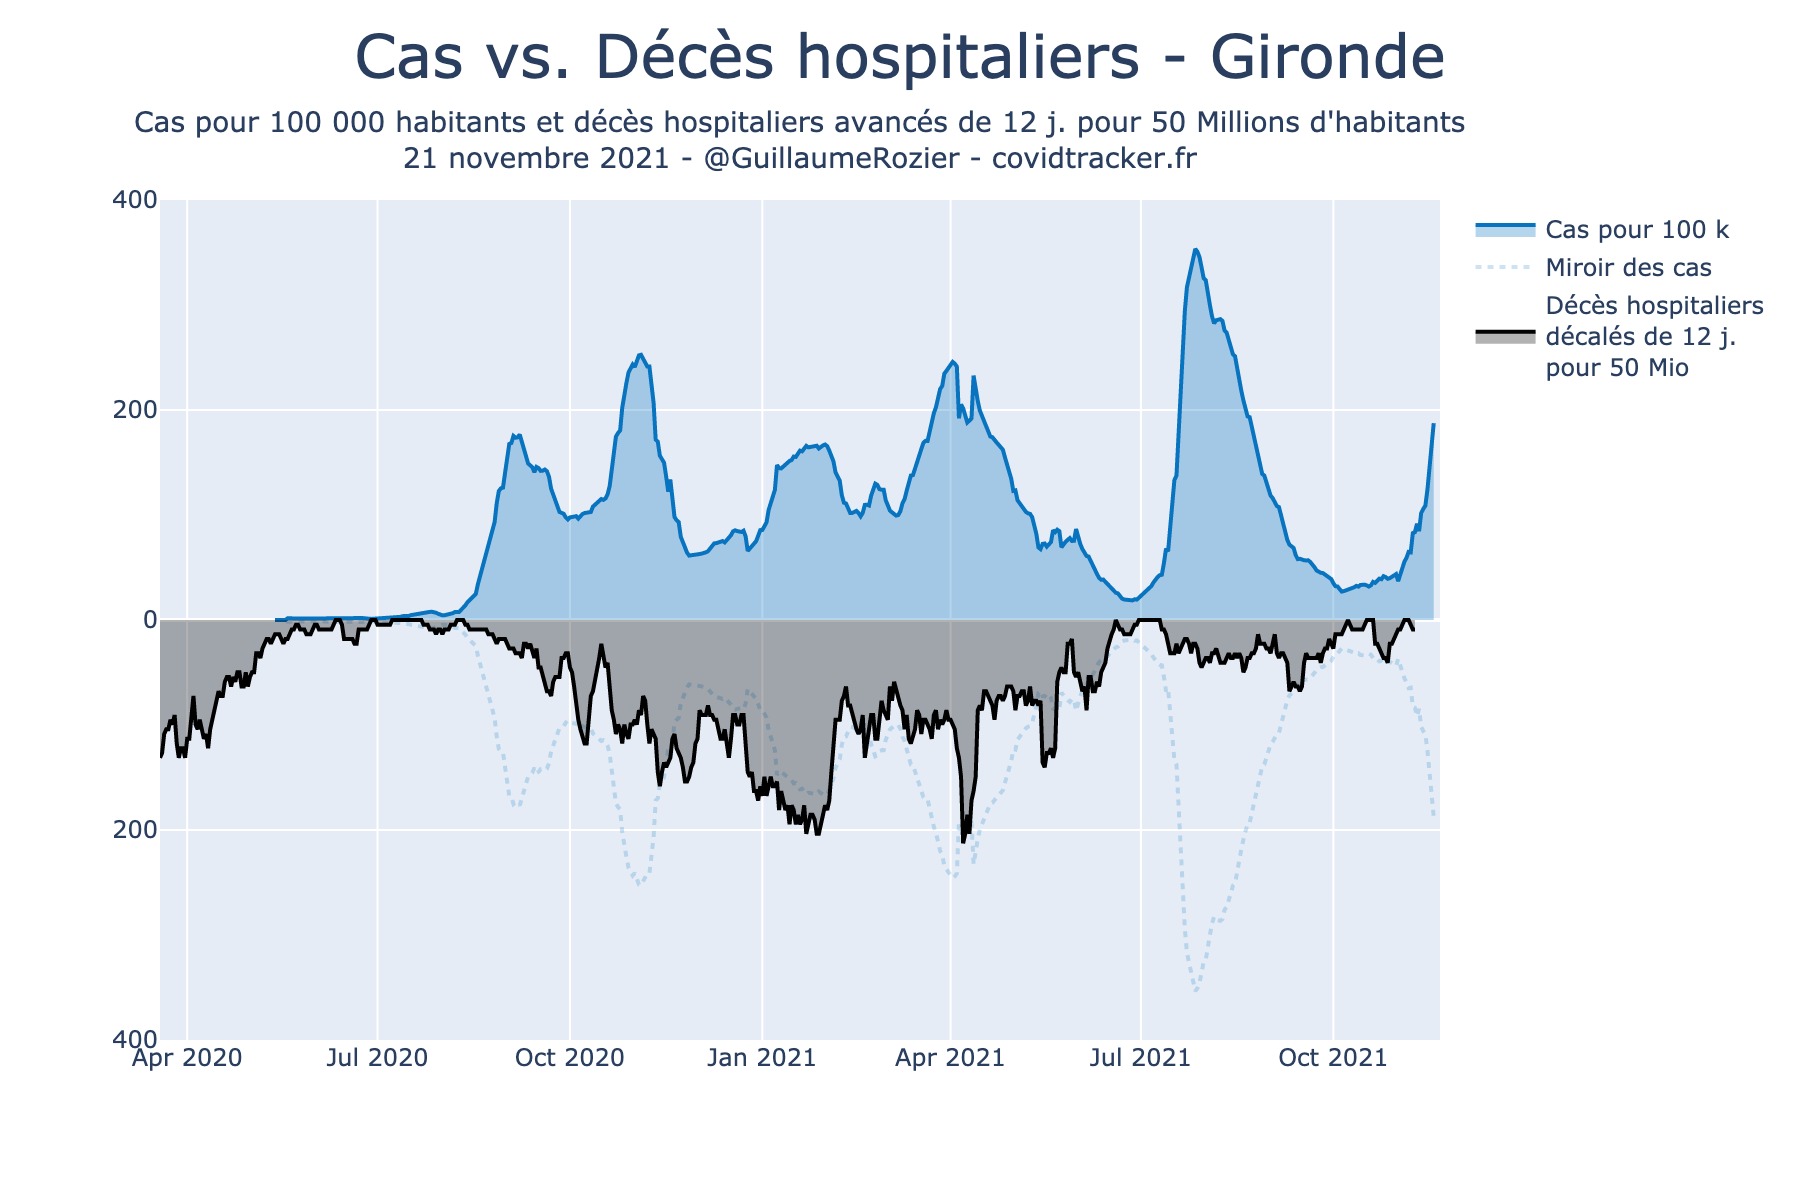 Cas vs. Décès hospitaliers - Gironde
Cas pour 100 000 habitants et décès hospitaliers avancés de 12 j. pour 50 Millions d'habitants
21 novembre 2021 - @GuillaumeRozier - covidtracker.fr
400
200
0
200
400
Apr 2020
Jul 2020
Oct 2020
Jan 2021
Apr 2021
Jul 2021
Oct 2021
Cas pour 100 k
Miroir des cas
Décès hospitaliers
décalés de 12 j.
pour 50 Mio